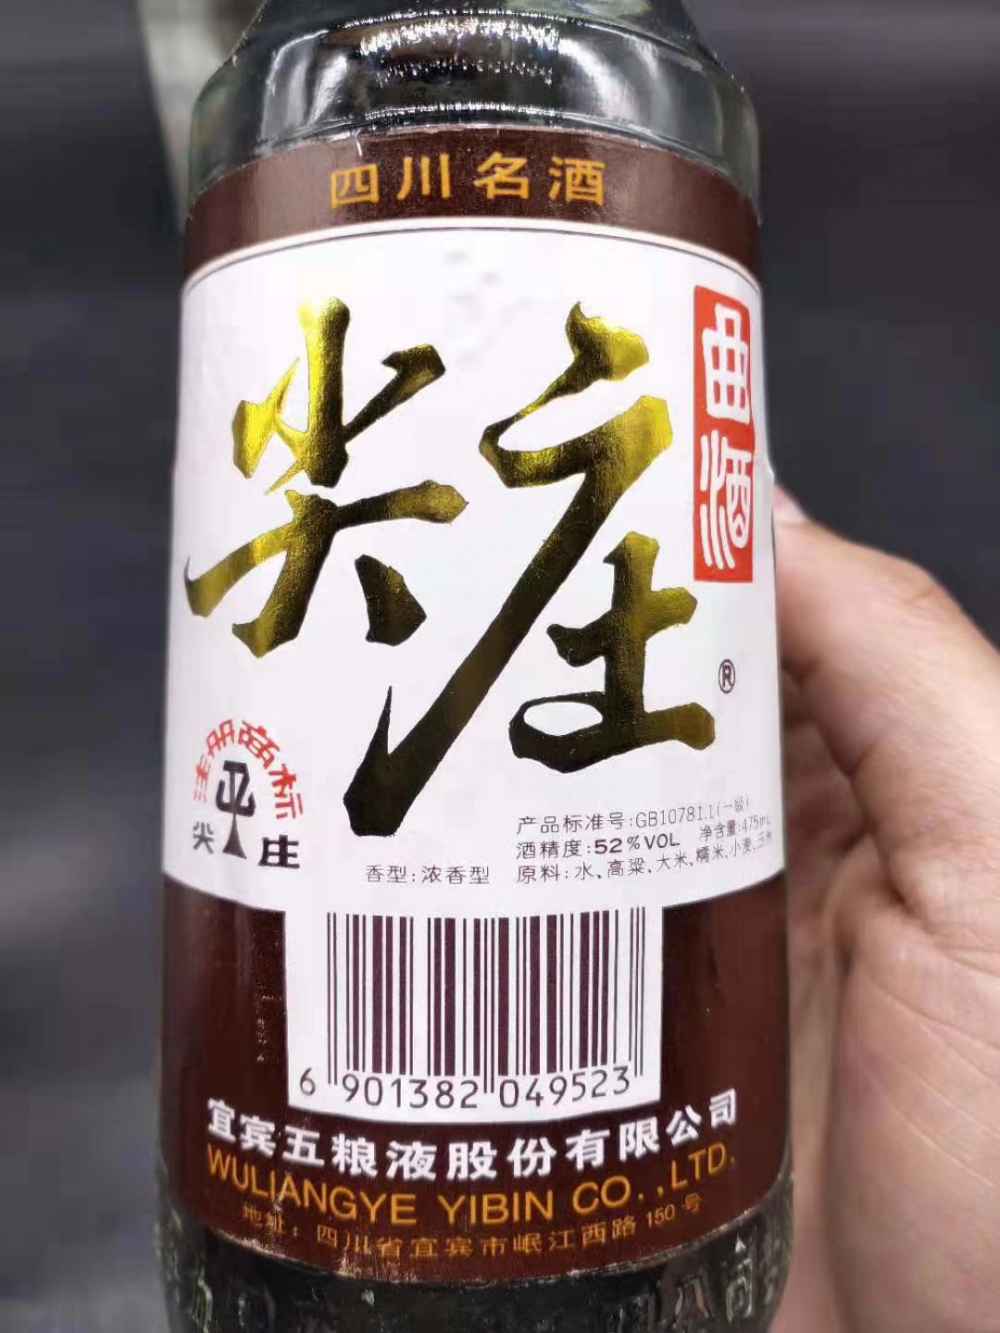 四川名酒
尖庄
曲酒
®
注册商标
尖庄
产品标准号:GB10781.1(一级)
酒精度:52%VOL 净含量:475mL
香型:浓香型 原料:水、高粱、大米、糯米、小麦、玉米
6 901382 049523
宜宾五粮液股份有限公司
WULIANGYE YIBIN CO.,LTD.
地址:四川省宜宾市岷江西路150号